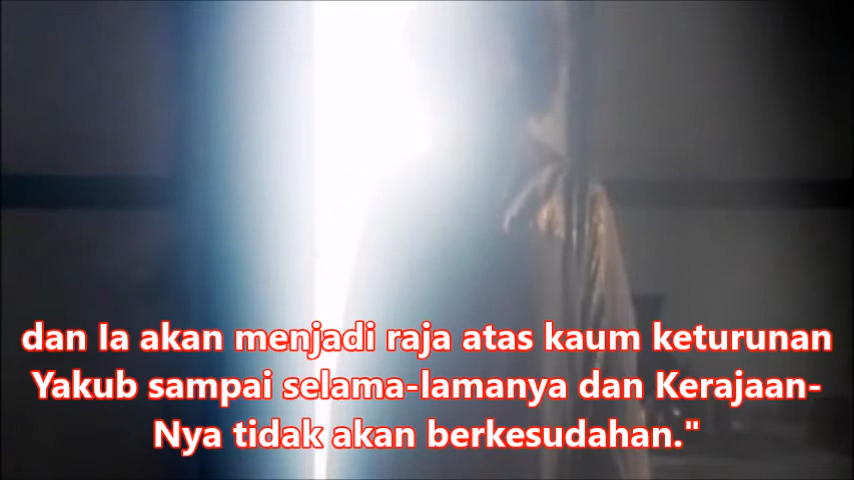 dan Ia akan menjadi raja atas kaum keturunan
Yakub sampai selama-lamanya dan Kerajaan-
Nya tidak akan berkesudahan."